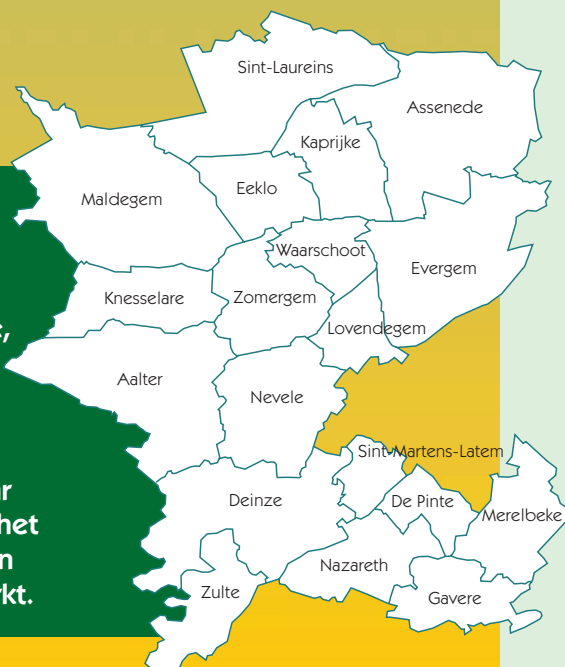 Sint-Laureins
Assenede
Kaprijke
Eeklo
Maldegem
Waarschoot
Evergem
Knesselare
Zomergem
Lovendegem
Aalter
Nevele
Sint-Martens-Latem
Deinze
De Pinte
Merelbeke
Nazareth
Zulte
Gavere
het